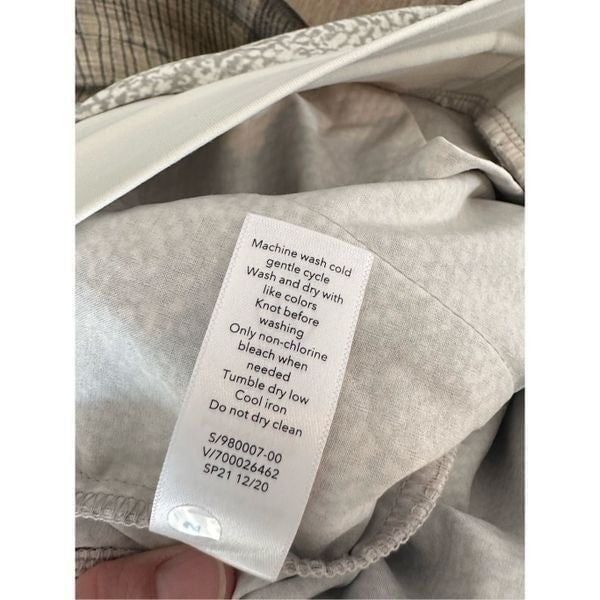 Machine wash cold
gentle cycle
Wash and dry with
like colors
Knot before
washing
Only non-chlorine
bleach when
needed
Tumble dry low
Cool iron
Do not dry clean
S/980007-00
V/700026462
SP21 12/20